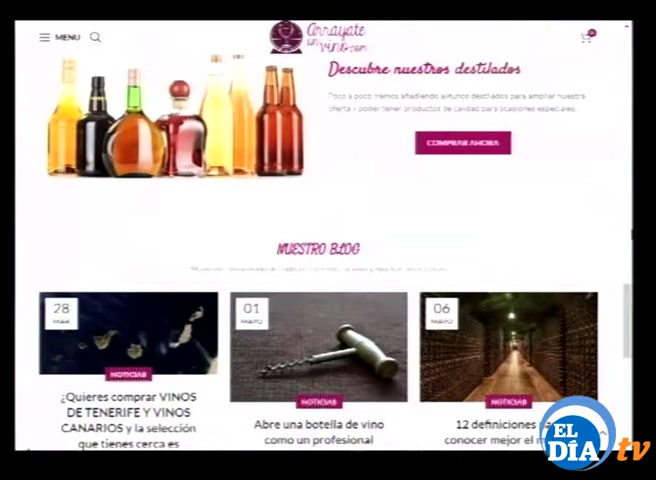 MENU
arráyate
un
vino.com
Descubre nuestros destilados
Poco a poco iremos añadiendo algunos destilados para ampliar nuestra
oferta y poder tener productos de calidad para ocasiones especiales.
COMPRAR AHORA
NUESTRO BLOG
28
MAR
01
MAYO
06
MAYO
NOTICIAS
NOTICIAS
NOTICIAS
¿Quieres comprar VINOS
DE TENERIFE Y VINOS
CANARIOS y la selección
que tienes cerca es
Abre una botella de vino
como un profesional
12 definiciones
conocer mejor el
EL
DÍA
tv